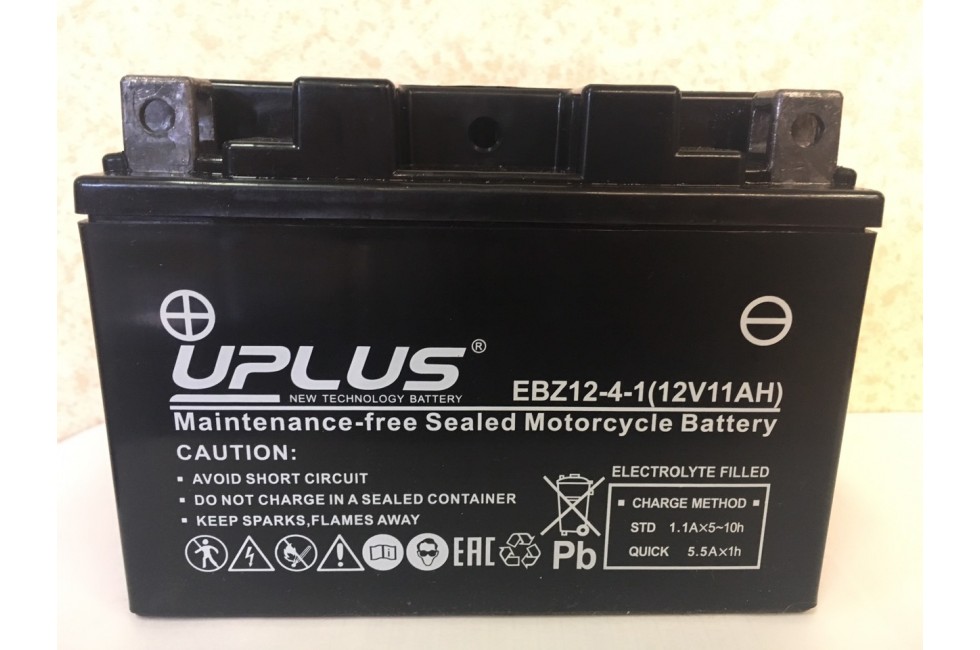 UPLUS®
NEW TECHNOLOGY BATTERY
EBZ12-4-1(12V11AH)
Maintenance-free Sealed Motorcycle Battery
CAUTION:
▪ AVOID SHORT CIRCUIT
▪ DO NOT CHARGE IN A SEALED CONTAINER
▪ KEEP SPARKS,FLAMES AWAY
EAC
Pb
ELECTROLYTE FILLED
▪ CHARGE METHOD ▪
STD 1.1A×5~10h
QUICK 5.5A×1h